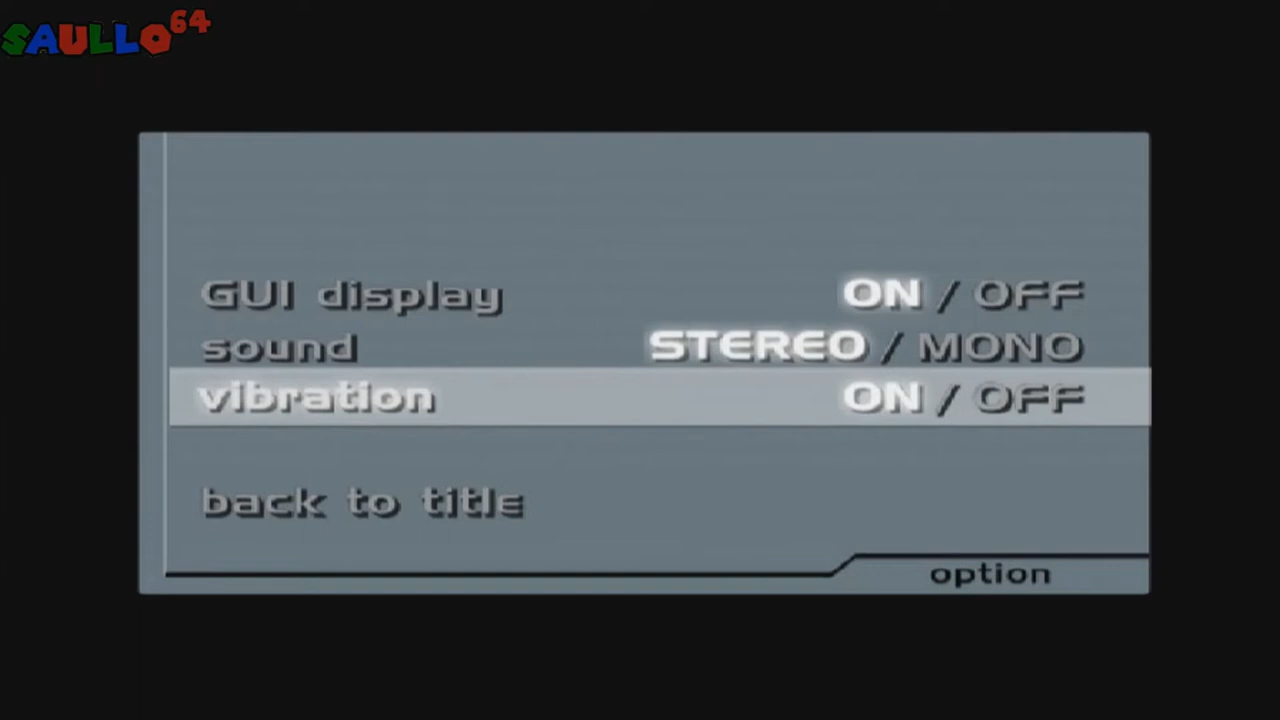 SAULLO64
GUI display ON / OFF
sound STEREO / MONO
vibration ON / OFF
back to title
option